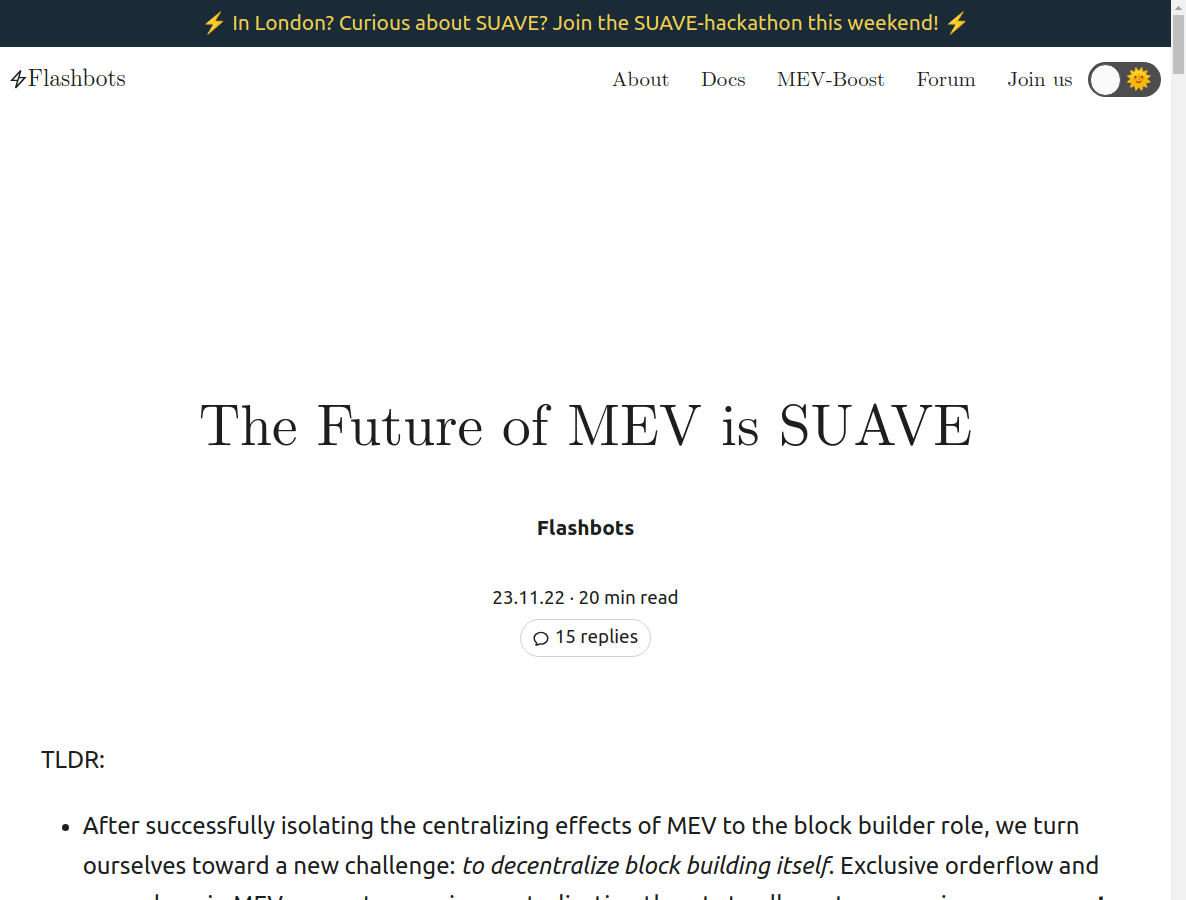 ⚡ In London? Curious about SUAVE? Join the SUAVE-hackathon this weekend! ⚡
Flashbots
About Docs MEV-Boost Forum Join us
The Future of MEV is SUAVE
Flashbots
23.11.22 · 20 min read
15 replies
TLDR:
• After successfully isolating the centralizing effects of MEV to the block builder role, we turn
ourselves toward a new challenge: to decentralize block building itself. Exclusive orderflow and